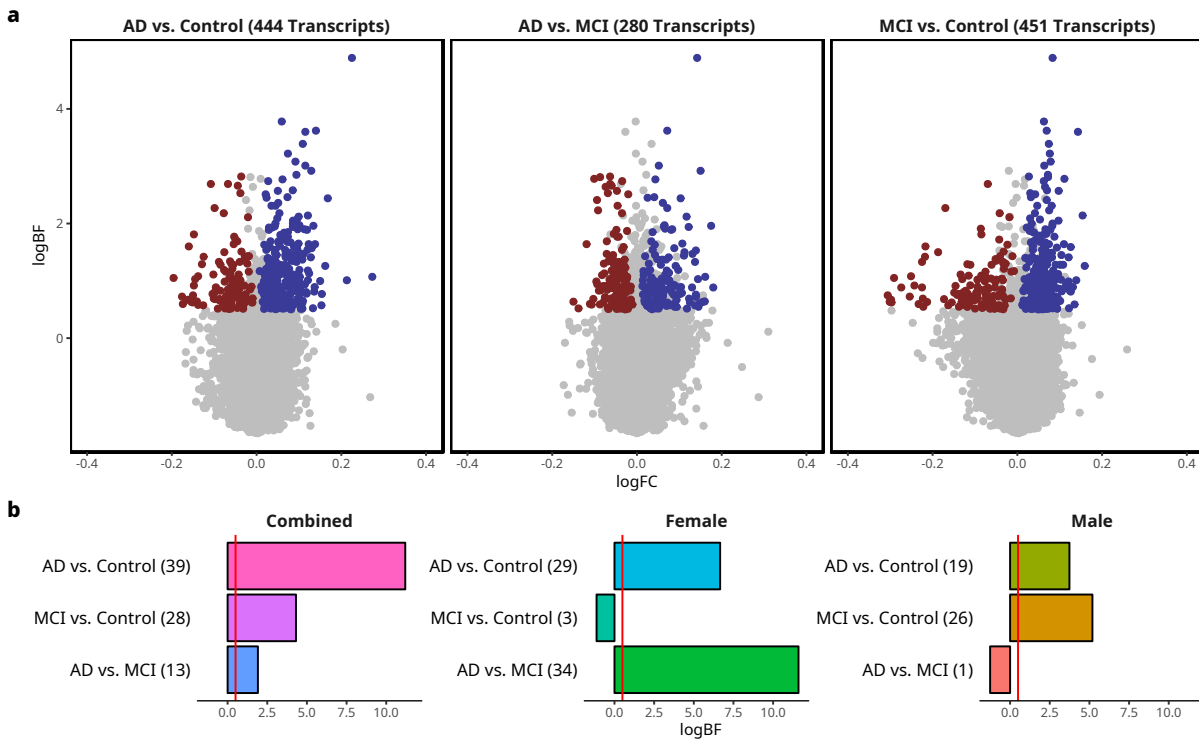 a
AD vs. Control (444 Transcripts)
AD vs. MCI (280 Transcripts)
MCI vs. Control (451 Transcripts)
logBF
4
2
0
-0.4 -0.2 0.0 0.2 0.4
-0.4 -0.2 0.0 0.2 0.4
-0.4 -0.2 0.0 0.2 0.4
logFC
b
Combined
AD vs. Control (39)
MCI vs. Control (28)
AD vs. MCI (13)
0.0 2.5 5.0 7.5 10.0
Female
AD vs. Control (29)
MCI vs. Control (3)
AD vs. MCI (34)
0.0 2.5 5.0 7.5 10.0
Male
AD vs. Control (19)
MCI vs. Control (26)
AD vs. MCI (1)
0.0 2.5 5.0 7.5 10.0
logBF